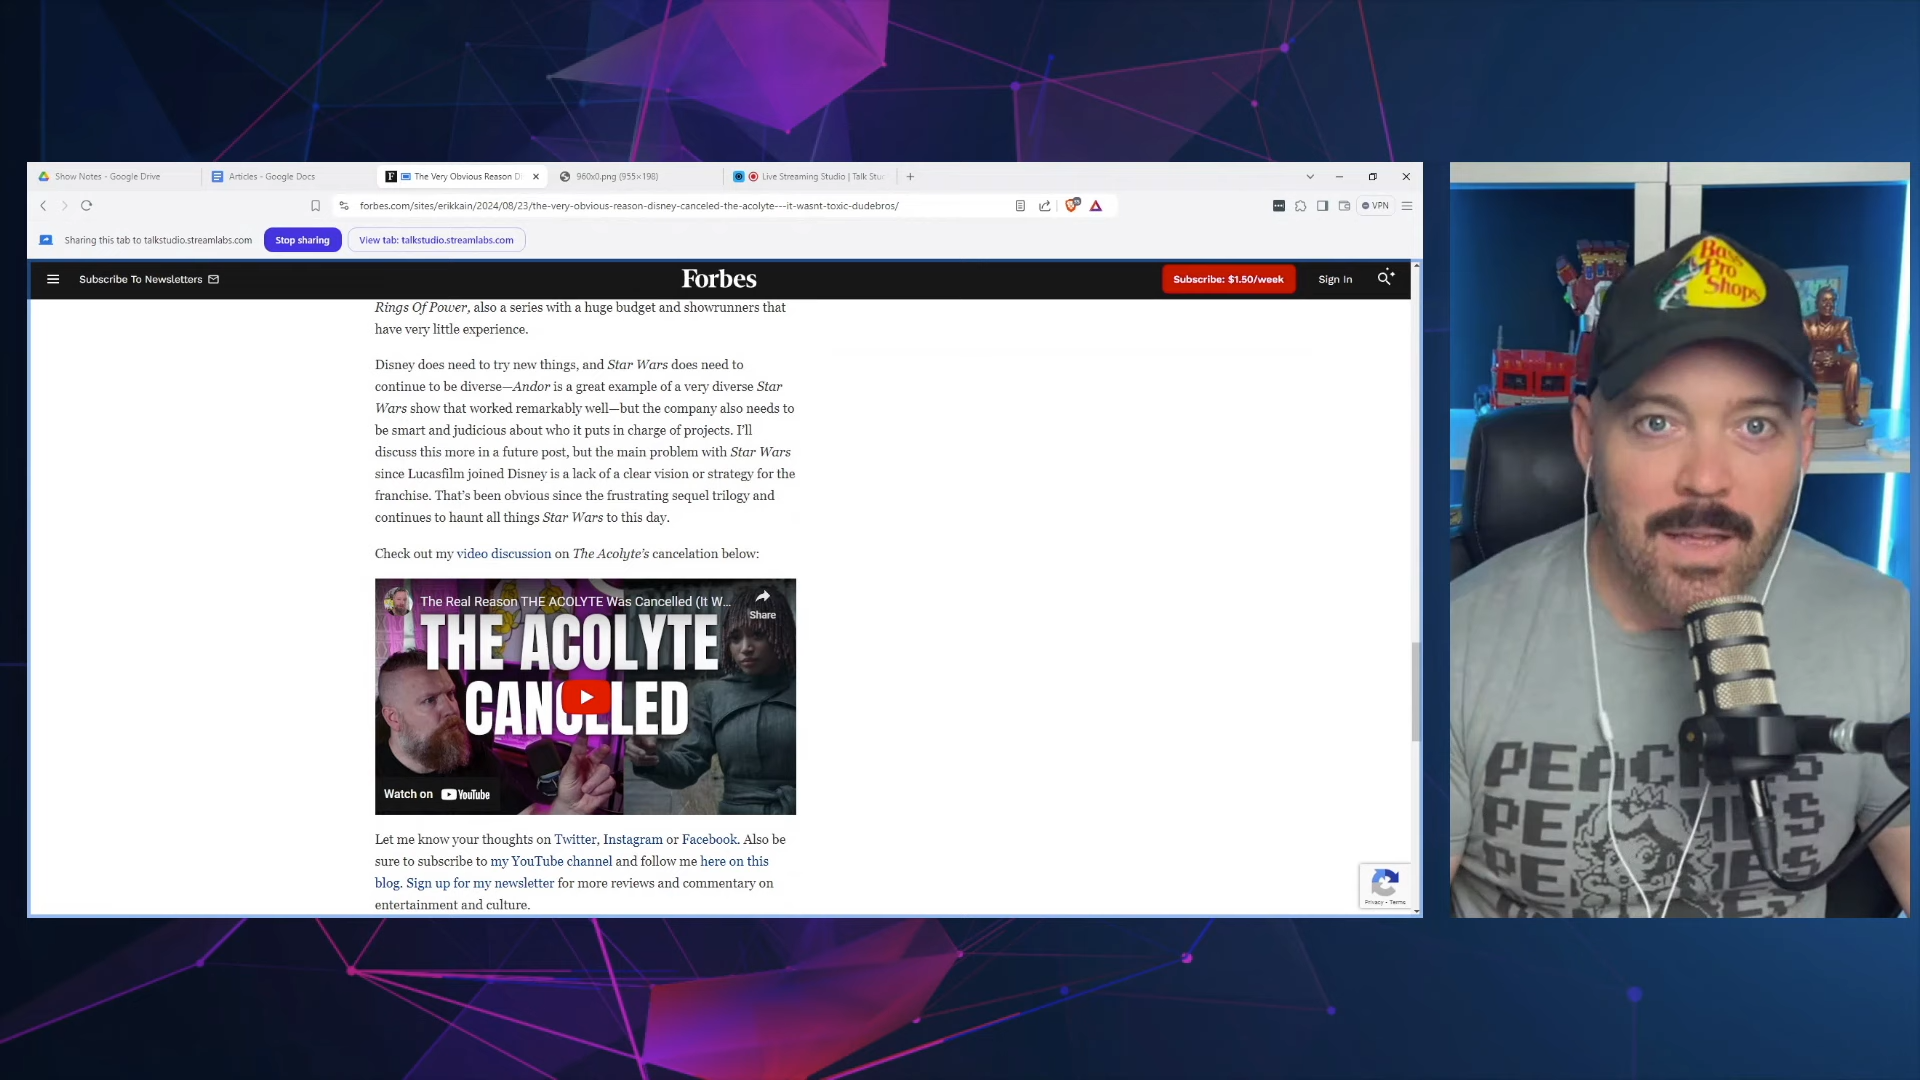 Show Notes - Google Drive
Articles - Google Docs
The Very Obvious Reason D
960x0.png (955×198)
Live Streaming Studio | Talk Stud
forbes.com/sites/erikkain/2024/08/23/the-very-obvious-reason-disney-canceled-the-acolyte---it-wasnt-toxic-dudebros/
VPN
Sharing this tab to talkstudio.streamlabs.com
Stop sharing
View tab: talkstudio.streamlabs.com
Subscribe To Newsletters
Forbes
Subscribe: $1.50/week
Sign In
Rings Of Power, also a series with a huge budget and showrunners that
have very little experience.
Disney does need to try new things, and Star Wars does need to
continue to be diverse—Andor is a great example of a very diverse Star
Wars show that worked remarkably well—but the company also needs to
be smart and judicious about who it puts in charge of projects. I’ll
discuss this more in a future post, but the main problem with Star Wars
since Lucasfilm joined Disney is a lack of a clear vision or strategy for the
franchise. That’s been obvious since the frustrating sequel trilogy and
continues to haunt all things Star Wars to this day.
Check out my video discussion on The Acolyte’s cancelation below:
The Real Reason THE ACOLYTE Was Cancelled (It W...
Share
THE ACOLYTE
CANCELLED
Watch on YouTube
Let me know your thoughts on Twitter, Instagram or Facebook. Also be
sure to subscribe to my YouTube channel and follow me here on this
blog. Sign up for my newsletter for more reviews and commentary on
entertainment and culture.
Privacy - Terms
Bass
Pro
Shops
PEACHES